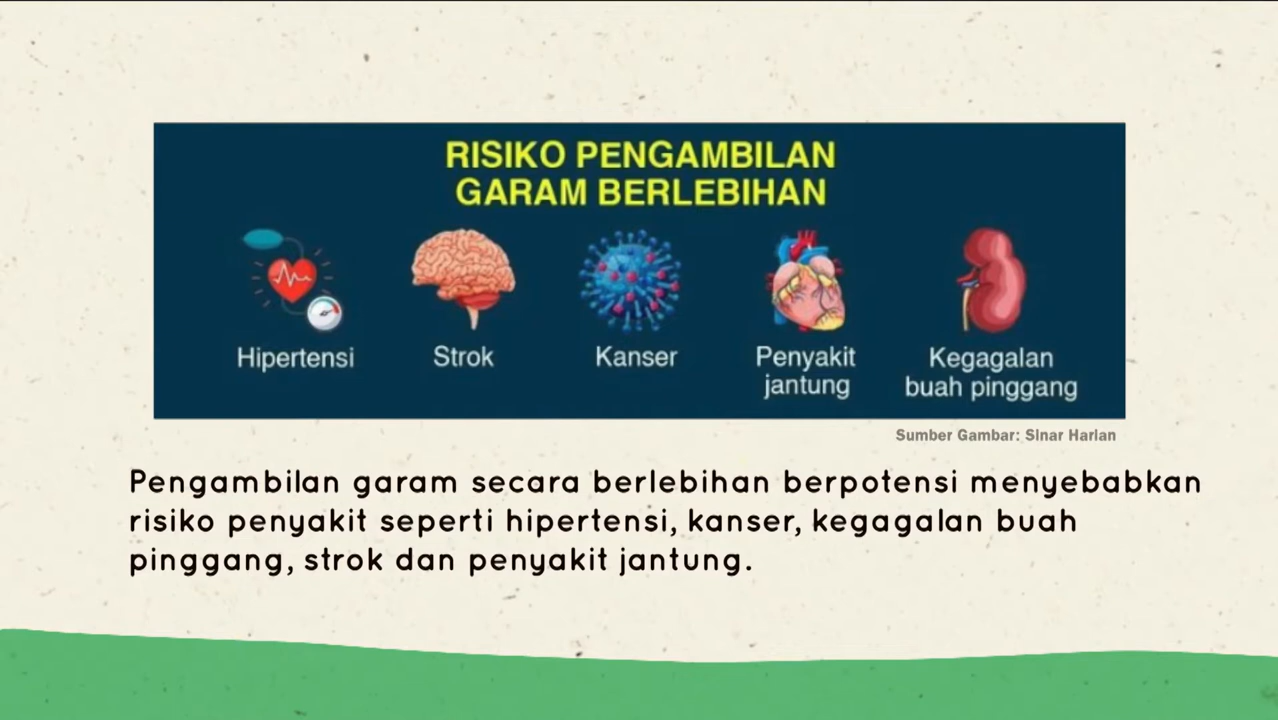 RISIKO PENGAMBILAN
GARAM BERLEBIHAN
Hipertensi
Strok
Kanser
Penyakit
jantung
Kegagalan
buah pinggang
Sumber Gambar: Sinar Harian
Pengambilan garam secara berlebihan berpotensi menyebabkan
risiko penyakit seperti hipertensi, kanser, kegagalan buah
pinggang, strok dan penyakit jantung.